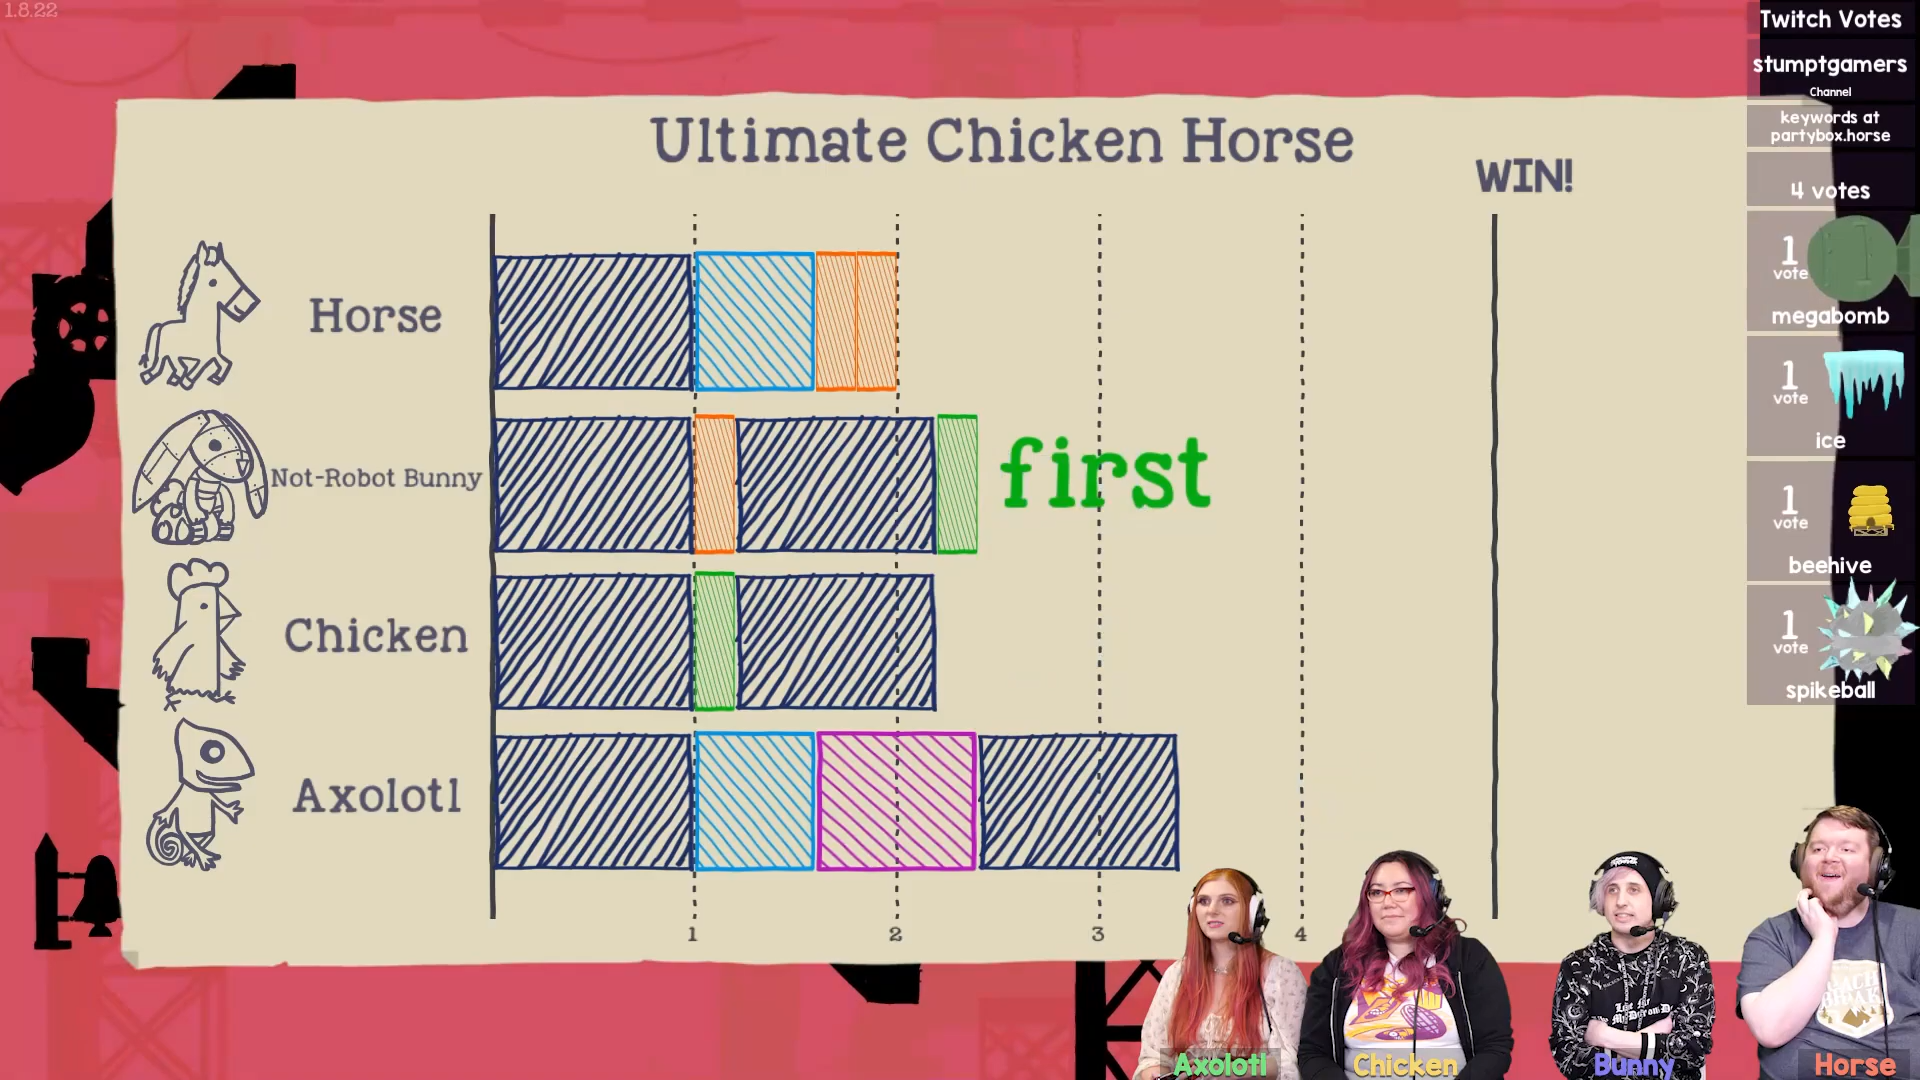 1.8.22
Ultimate Chicken Horse
WIN!
Horse
Not-Robot Bunny
first
Chicken
Axolotl
1
2
3
4
Twitch Votes
stumptgamers
Channel
keywords at
partybox.horse
4 votes
1
vote
megabomb
1
vote
ice
1
vote
beehive
1
vote
spikeball
Axolotl
Chicken
Bunny
Horse